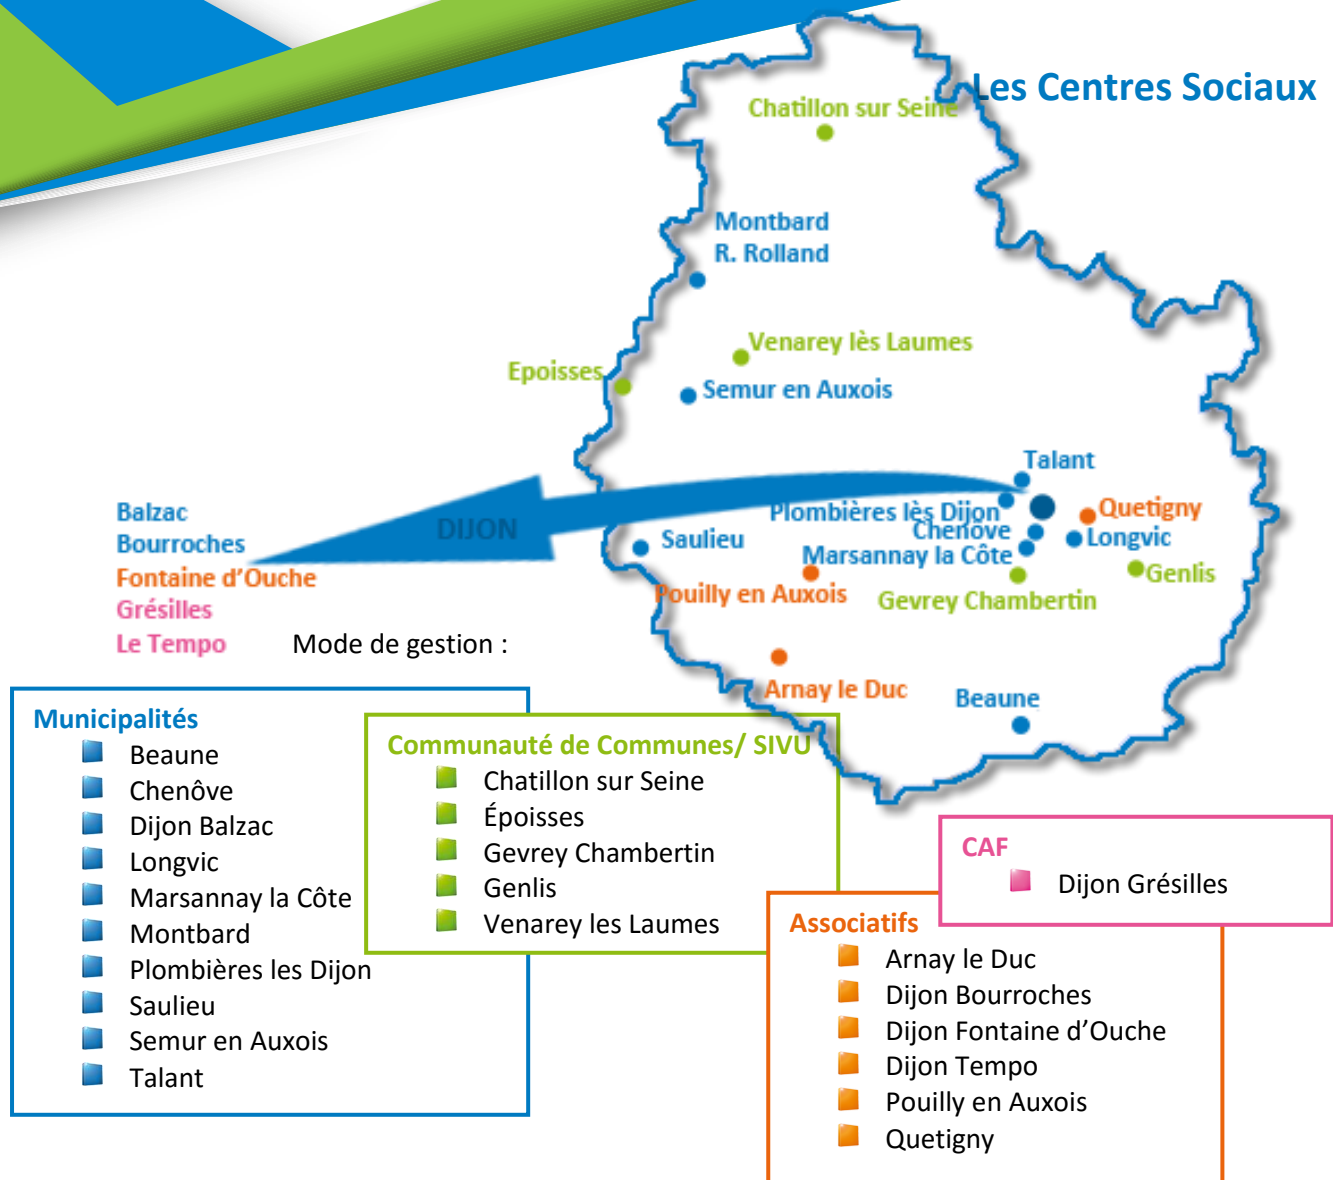 Les Centres Sociaux
Chatillon sur Seine
Montbard
R. Rolland
Venarey lès Laumes
Epoisses
Semur en Auxois
Talant
Plombières lès Dijon
Quetigny
Chenôve
Longvic
Saulieu
Marsannay la Côte
Genlis
Pouilly en Auxois
Gevrey Chambertin
Arnay le Duc
Beaune
DIJON
Balzac
Bourroches
Fontaine d’Ouche
Grésilles
Le Tempo
Mode de gestion :
Municipalités
Beaune
Chenôve
Dijon Balzac
Longvic
Marsannay la Côte
Montbard
Plombières les Dijon
Saulieu
Semur en Auxois
Talant
Communauté de Communes/ SIVU
Chatillon sur Seine
Époisses
Gevrey Chambertin
Genlis
Venarey les Laumes
CAF
Dijon Grésilles
Associatifs
Arnay le Duc
Dijon Bourroches
Dijon Fontaine d’Ouche
Dijon Tempo
Pouilly en Auxois
Quetigny